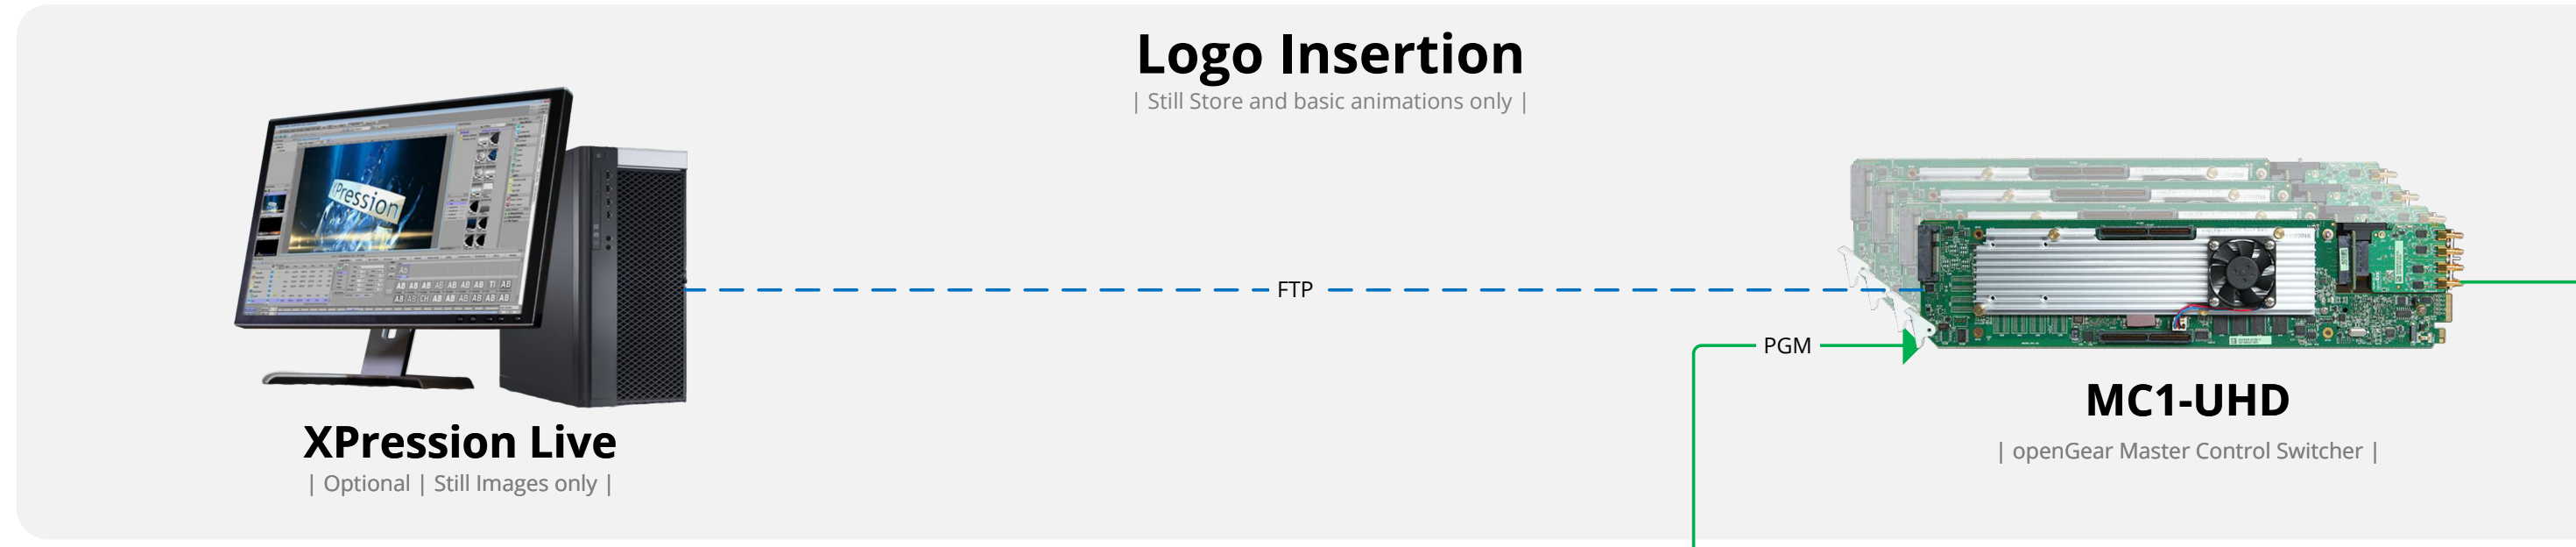 Logo Insertion
| Still Store and basic animations only |
XPression
FTP
PGM
XPression Live
| Optional | Still Images only |
MC1-UHD
| openGear Master Control Switcher |